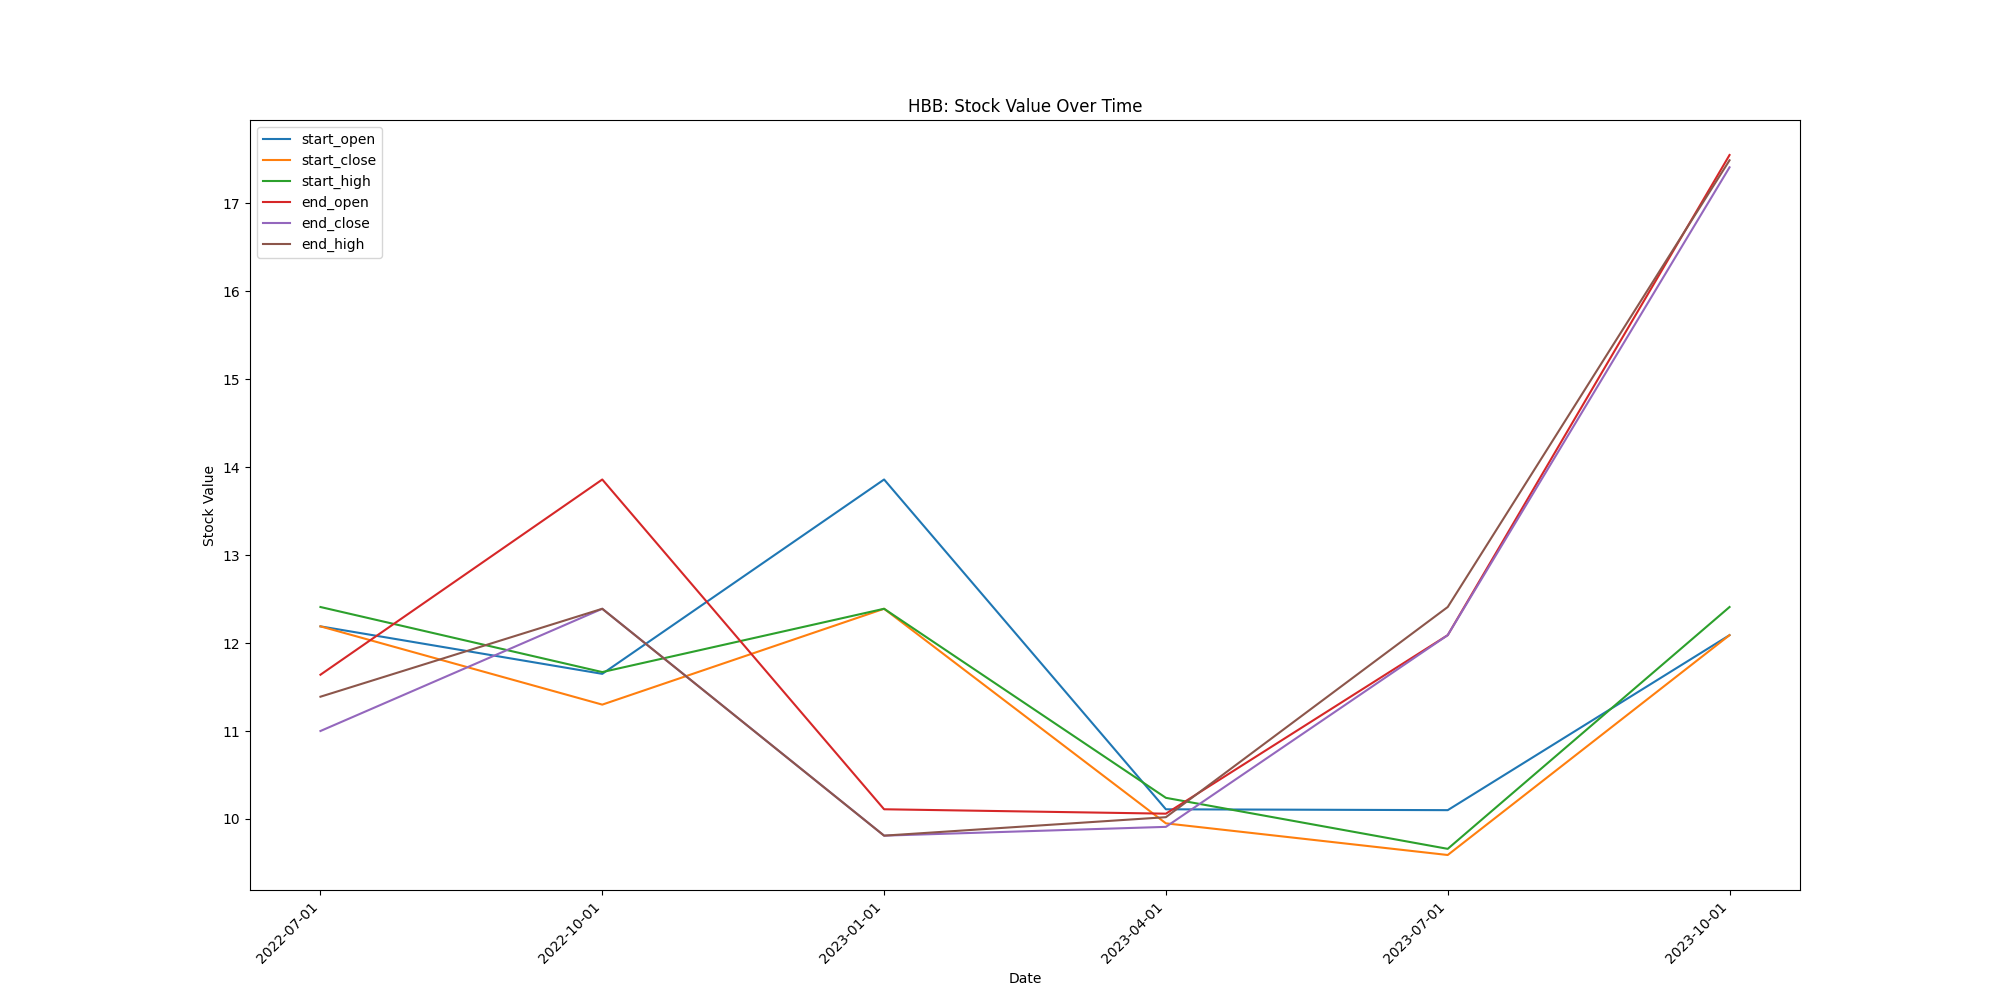 HBB: Stock Value Over Time
start_open
start_close
start_high
end_open
end_close
end_high
Stock Value
17
16
15
14
13
12
11
10
2022-07-01
2022-10-01
2023-01-01
2023-04-01
2023-07-01
2023-10-01
Date